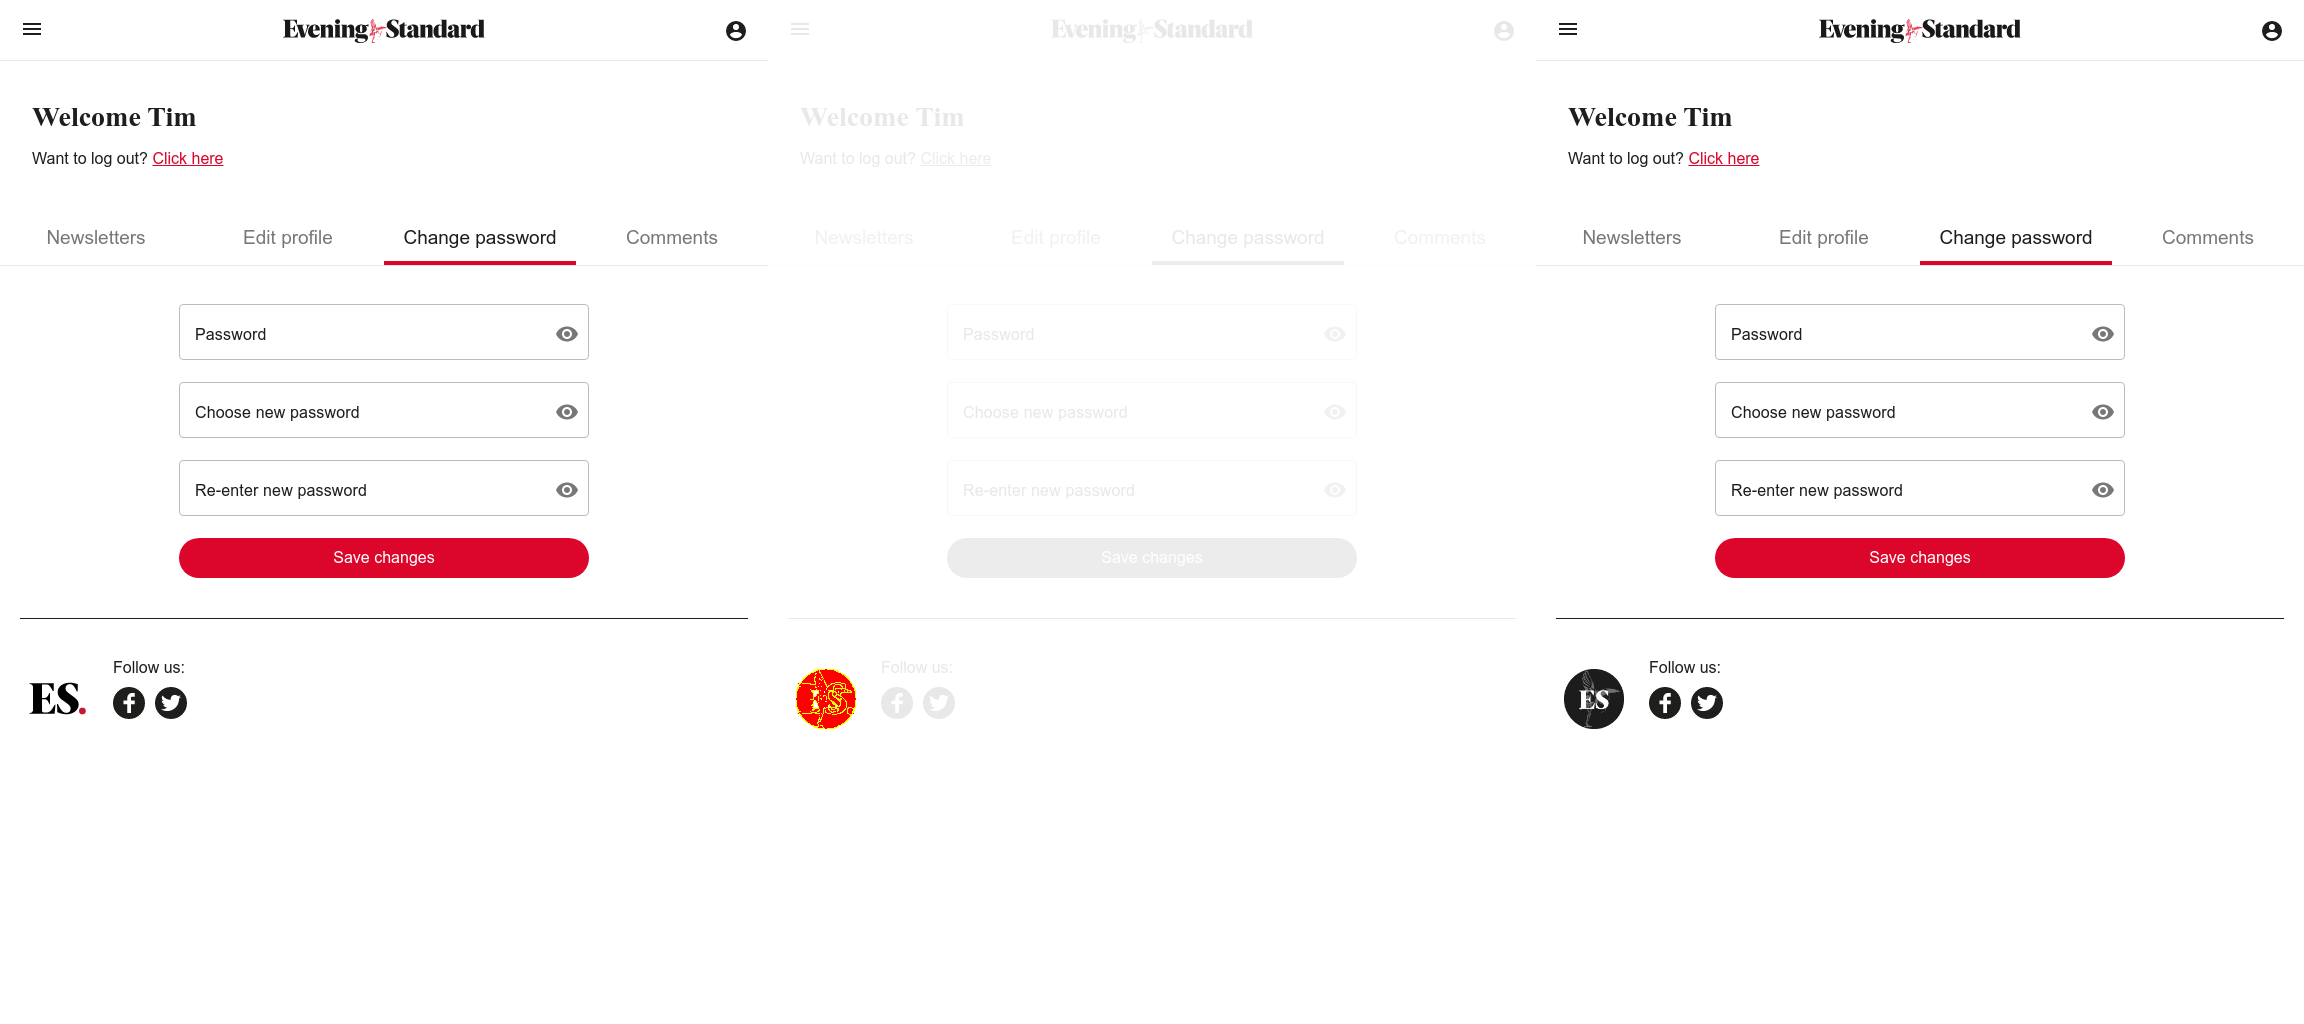 Evening Standard
Welcome Tim
Want to log out? Click here
Newsletters Edit profile Change password Comments
Password
Choose new password
Re-enter new password
Save changes
Follow us:
ES.
Evening Standard
Welcome Tim
Want to log out? Click here
Newsletters Edit profile Change password Comments
Password
Choose new password
Re-enter new password
Save changes
Follow us:
ES
Evening Standard
Welcome Tim
Want to log out? Click here
Newsletters Edit profile Change password Comments
Password
Choose new password
Re-enter new password
Save changes
Follow us:
ES